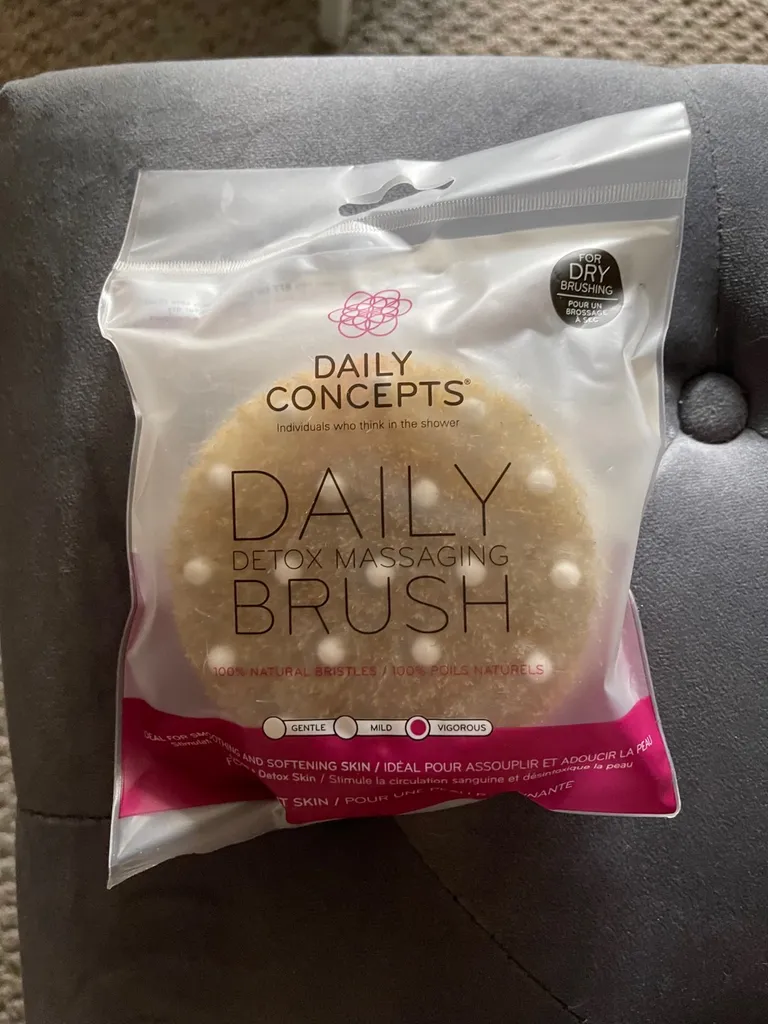 FOR
DRY
BRUSHING
POUR UN
BROSSAGE
À SEC
DAILY
CONCEPTS®
Individuals who think in the shower
DAILY
DETOX MASSAGING
BRUSH
100% NATURAL BRISTLES / 100% POILS NATURELS
GENTLE MILD VIGOROUS
AND SOFTENING SKIN / IDÉAL POUR ASSOUPLIR ET ADOUCIR LA PEAU
Detox Skin / Stimule la circulation sanguine et désintoxique la peau
SKIN / POUR UNE